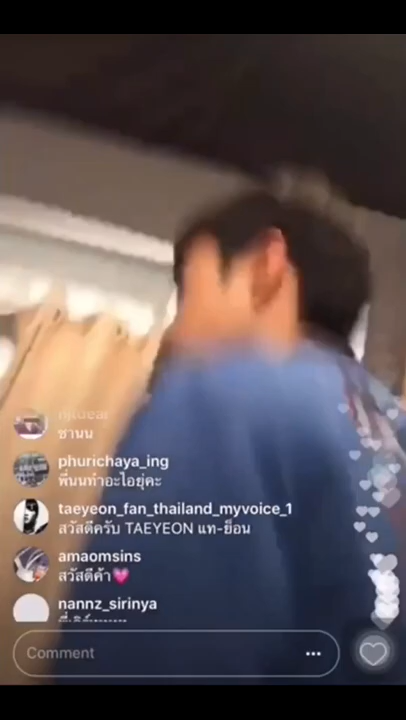 ชานน
phurichaya_ing
พี่นนทำอะไอยุ่คะ
taeyeon_fan_thailand_myvoice_1
สวัสดีครับ TAEYEON แท-ย็อน
amaomsins
สวัสดีค้า💗
nannz_sirinya
Comment